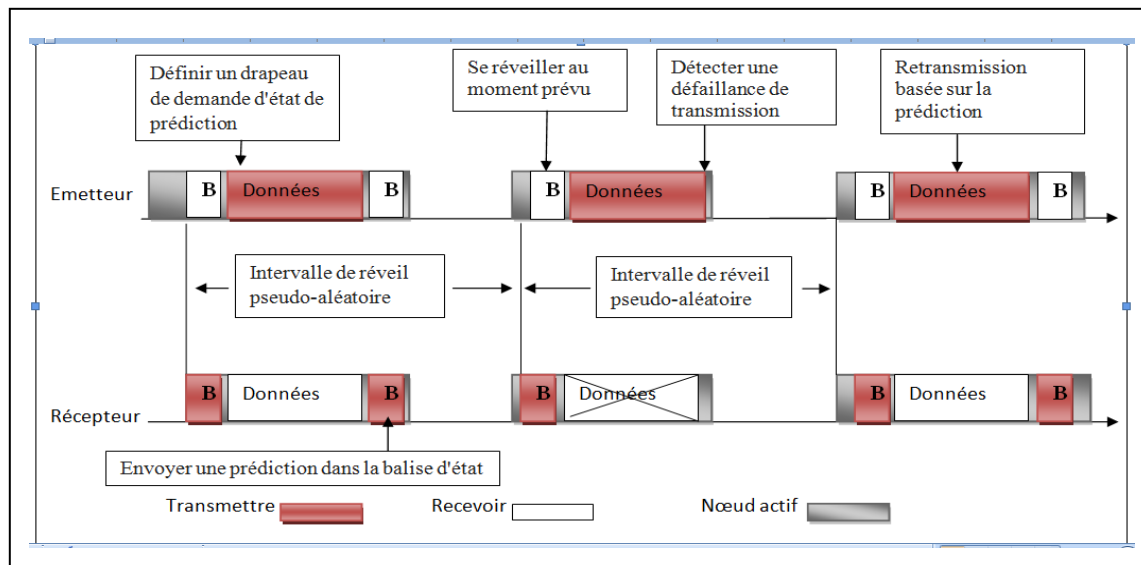 Définir un drapeau
de demande d'état de
prédiction
Se réveiller au
moment prévu
Détecter une
défaillance de
transmission
Retransmission
basée sur la
prédiction
Emetteur
B
Données
B
B
Données
B
Données
B
Intervalle de réveil
pseudo-aléatoire
Intervalle de réveil
pseudo-aléatoire
Récepteur
B
Données
B
B
Données
B
Données
B
Envoyer une prédiction dans la balise d'état
Transmettre
Recevoir
Nœud actif